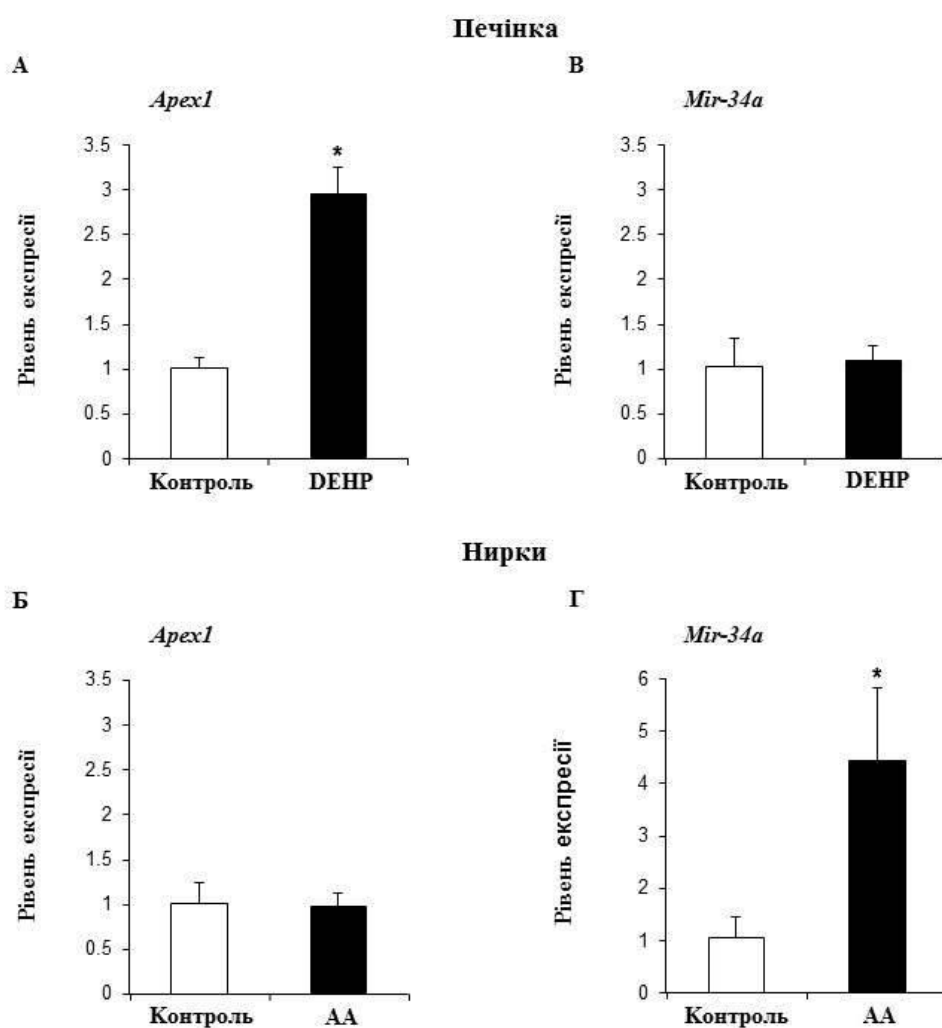 Печінка
А
Apex1
Рівень експресії
3.5
3
2.5
2
1.5
1
0.5
0
*
Контроль
DEHP
В
Mir-34a
Рівень експресії
3.5
3
2.5
2
1.5
1
0.5
0
Контроль
DEHP
Нирки
Б
Apex1
Рівень експресії
3.5
3
2.5
2
1.5
1
0.5
0
Контроль
АА
Г
Mir-34a
Рівень експресії
6
5
4
3
2
1
0
*
Контроль
АА